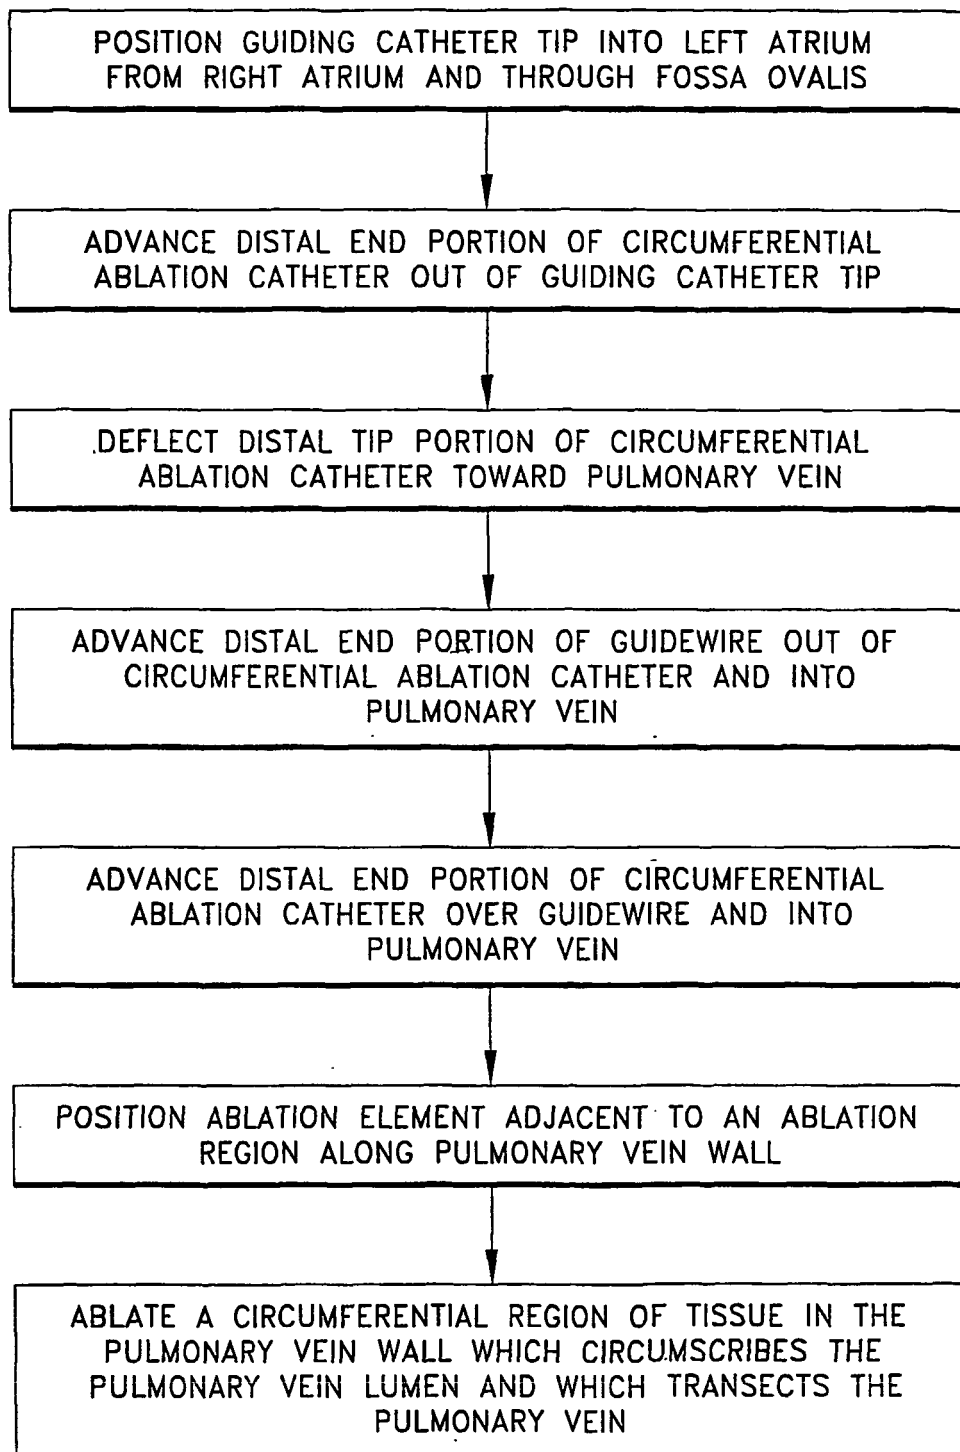 POSITION GUIDING CATHETER TIP INTO LEFT ATRIUM
FROM RIGHT ATRIUM AND THROUGH FOSSA OVALIS
ADVANCE DISTAL END PORTION OF CIRCUMFERENTIAL
ABLATION CATHETER OUT OF GUIDING CATHETER TIP
DEFLECT DISTAL TIP PORTION OF CIRCUMFERENTIAL
ABLATION CATHETER TOWARD PULMONARY VEIN
ADVANCE DISTAL END PORTION OF GUIDEWIRE OUT OF
CIRCUMFERENTIAL ABLATION CATHETER AND INTO
PULMONARY VEIN
ADVANCE DISTAL END PORTION OF CIRCUMFERENTIAL
ABLATION CATHETER OVER GUIDEWIRE AND INTO
PULMONARY VEIN
POSITION ABLATION ELEMENT ADJACENT TO AN ABLATION
REGION ALONG PULMONARY VEIN WALL
ABLATE A CIRCUMFERENTIAL REGION OF TISSUE IN THE
PULMONARY VEIN WALL WHICH CIRCUMSCRIBES THE
PULMONARY VEIN LUMEN AND WHICH TRANSECTS THE
PULMONARY VEIN